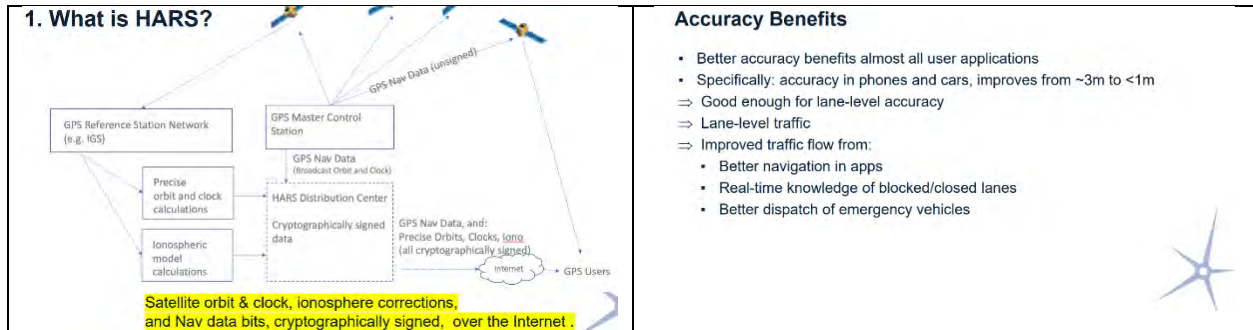 1. What is HARS?
GPS Nav Data (unsigned)
GPS Reference Station Network
(e.g. IGS)
GPS Master Control
Station
GPS Nav Data
(Broadcast Orbit and Clock)
Precise
orbit and clock
calculations
HARS Distribution Center
Cryptographically signed
data
Ionospheric
model
calculations
GPS Nav Data, and:
Precise Orbits, Clocks, Iono
(all cryptographically signed)
Internet
GPS Users
Satellite orbit & clock, ionosphere corrections,
and Nav data bits, cryptographically signed, over the Internet .
Accuracy Benefits
▪ Better accuracy benefits almost all user applications
▪ Specifically: accuracy in phones and cars, improves from ~3m to <1m
⇒ Good enough for lane-level accuracy
⇒ Lane-level traffic
⇒ Improved traffic flow from:
▪ Better navigation in apps
▪ Real-time knowledge of blocked/closed lanes
▪ Better dispatch of emergency vehicles